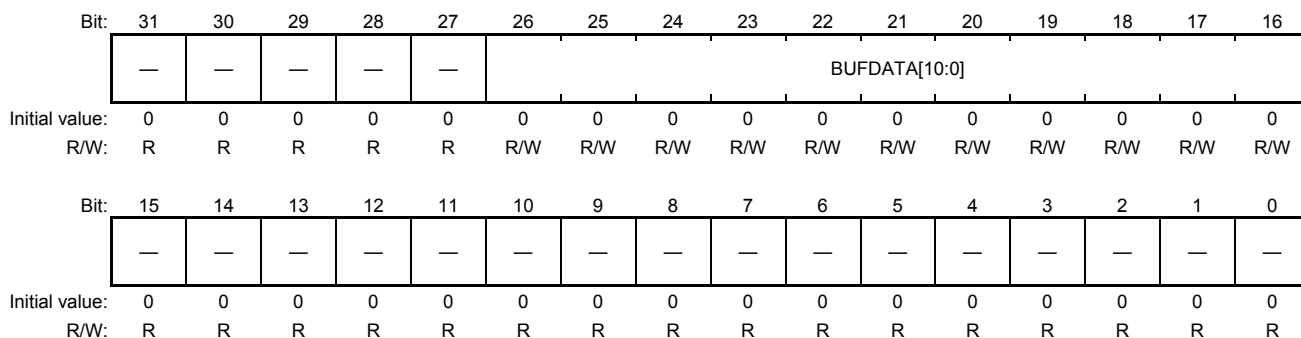 Bit: 31 30 29 28 27 26 25 24 23 22 21 20 19 18 17 16
— — — — — BUFDATA[10:0]
Initial value: 0 0 0 0 0 0 0 0 0 0 0 0 0 0 0 0
R/W: R R R R R R/W R/W R/W R/W R/W R/W R/W R/W R/W R/W R/W
Bit: 15 14 13 12 11 10 9 8 7 6 5 4 3 2 1 0
— — — — — — — — — — — — — — — —
Initial value: 0 0 0 0 0 0 0 0 0 0 0 0 0 0 0 0
R/W: R R R R R R R R R R R R R R R R